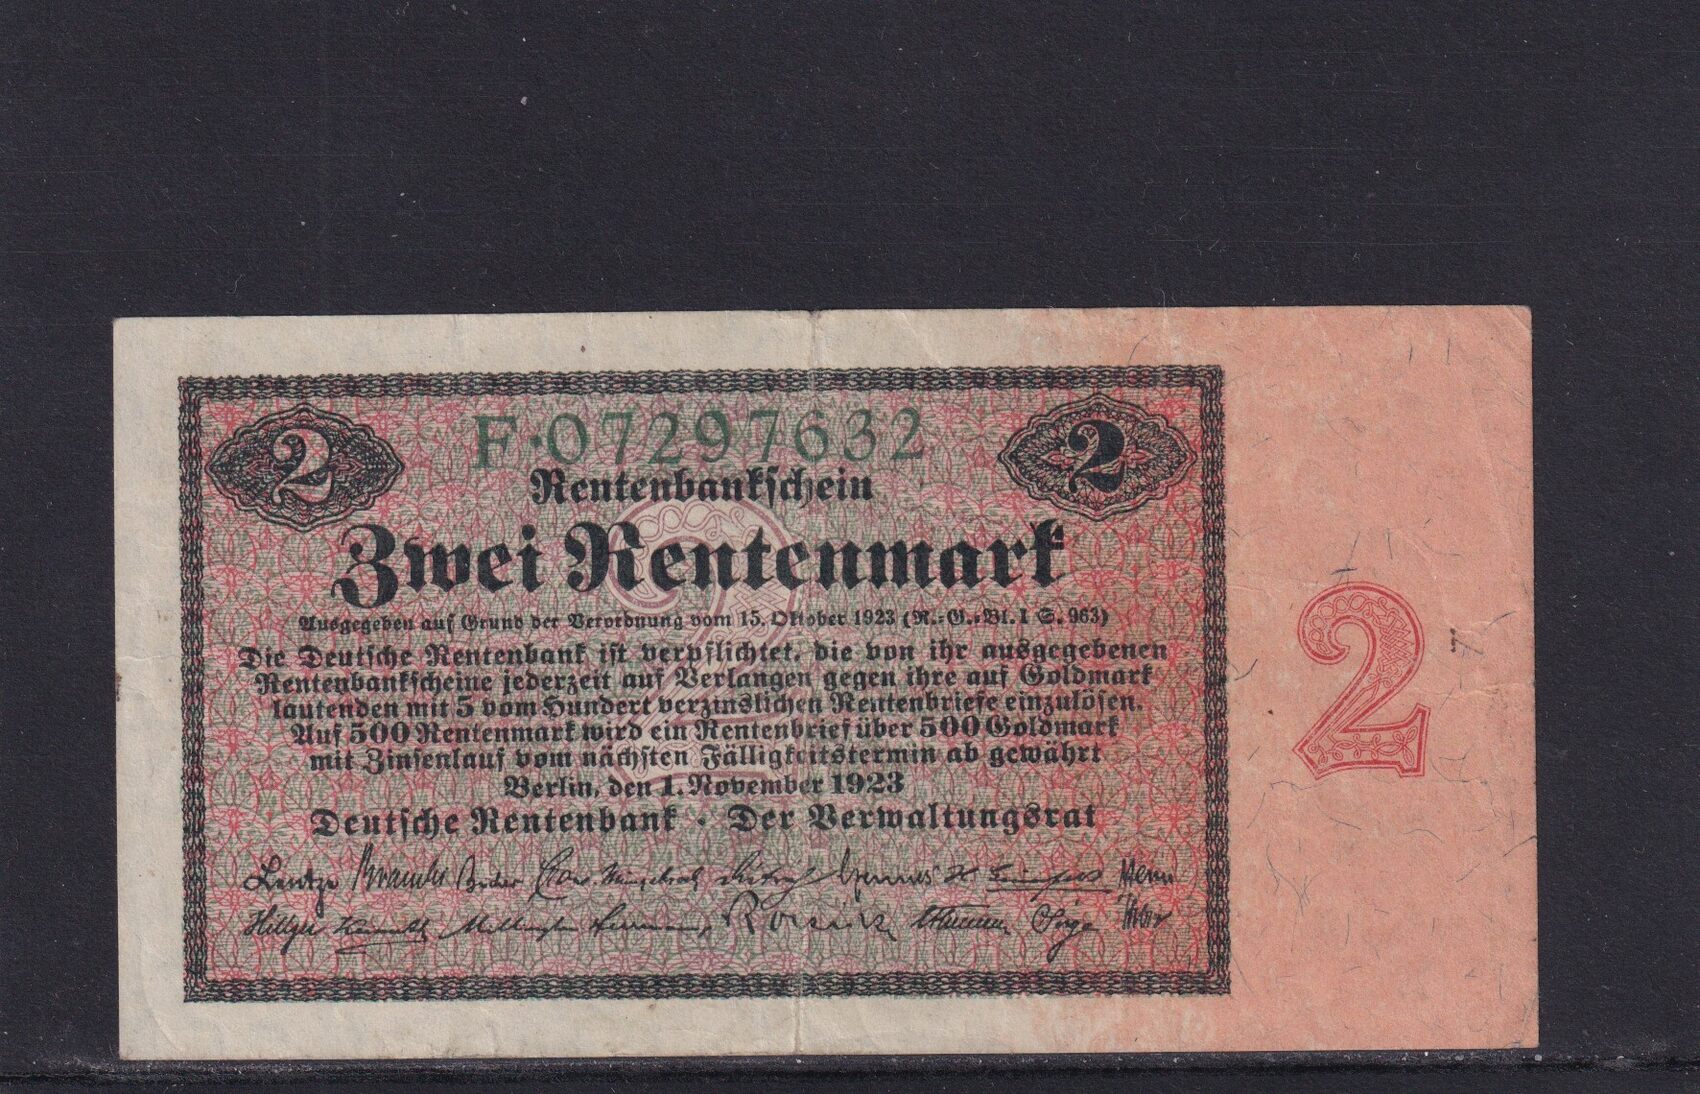 2 F·07297632 2
Rentenbankschein
Zwei Rentenmark
Ausgegeben auf Grund der Verordnung vom 15. Oktober 1923 (R.=G.=Bl. I S. 963)
Die Deutsche Rentenbank ist verpflichtet, die von ihr ausgegebenen
Rentenbankscheine jederzeit auf Verlangen gegen ihre auf Goldmark
lautenden mit 5 vom Hundert verzinslichen Rentenbriefe einzulösen.
Auf 500 Rentenmark wird ein Rentenbrief über 500 Goldmark
mit Zinsenlauf vom nächsten Fälligkeitstermin ab gewährt
Berlin, den 1. November 1923
Deutsche Rentenbank · Der Verwaltungsrat
Lentze
Hillger
2